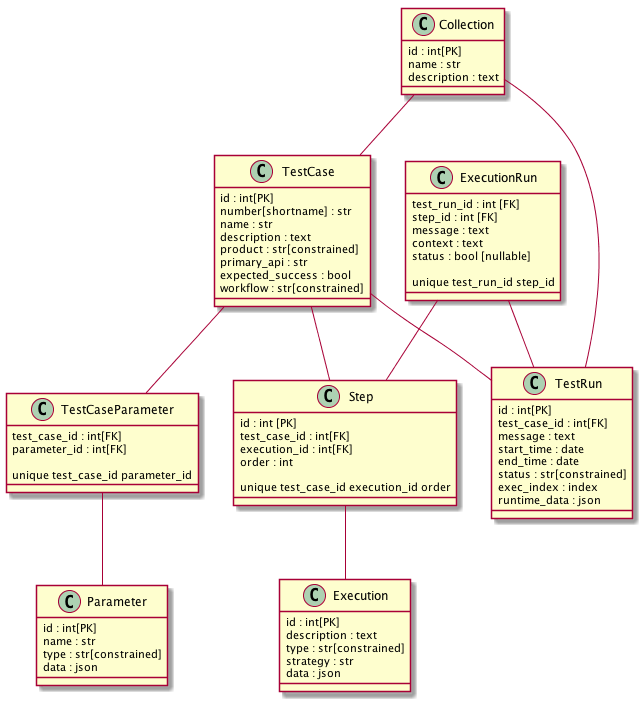 C Collection
id : int[PK]
name : str
description : text
C TestCase
id : int[PK]
number[shortname] : str
name : str
description : text
product : str[constrained]
primary_api : str
expected_success : bool
workflow : str[constrained]
C ExecutionRun
test_run_id : int [FK]
step_id : int [FK]
message : text
context : text
status : bool [nullable]
unique test_run_id step_id
C TestCaseParameter
test_case_id : int[FK]
parameter_id : int[FK]
unique test_case_id parameter_id
C Step
id : int [PK]
test_case_id : int[FK]
execution_id : int[FK]
order : int
unique test_case_id execution_id order
C TestRun
id : int[PK]
test_case_id : int[FK]
message : text
start_time : date
end_time : date
status : str[constrained]
exec_index : index
runtime_data : json
C Parameter
id : int[PK]
name : str
type : str[constrained]
data : json
C Execution
id : int[PK]
description : text
type : str[constrained]
strategy : str
data : json